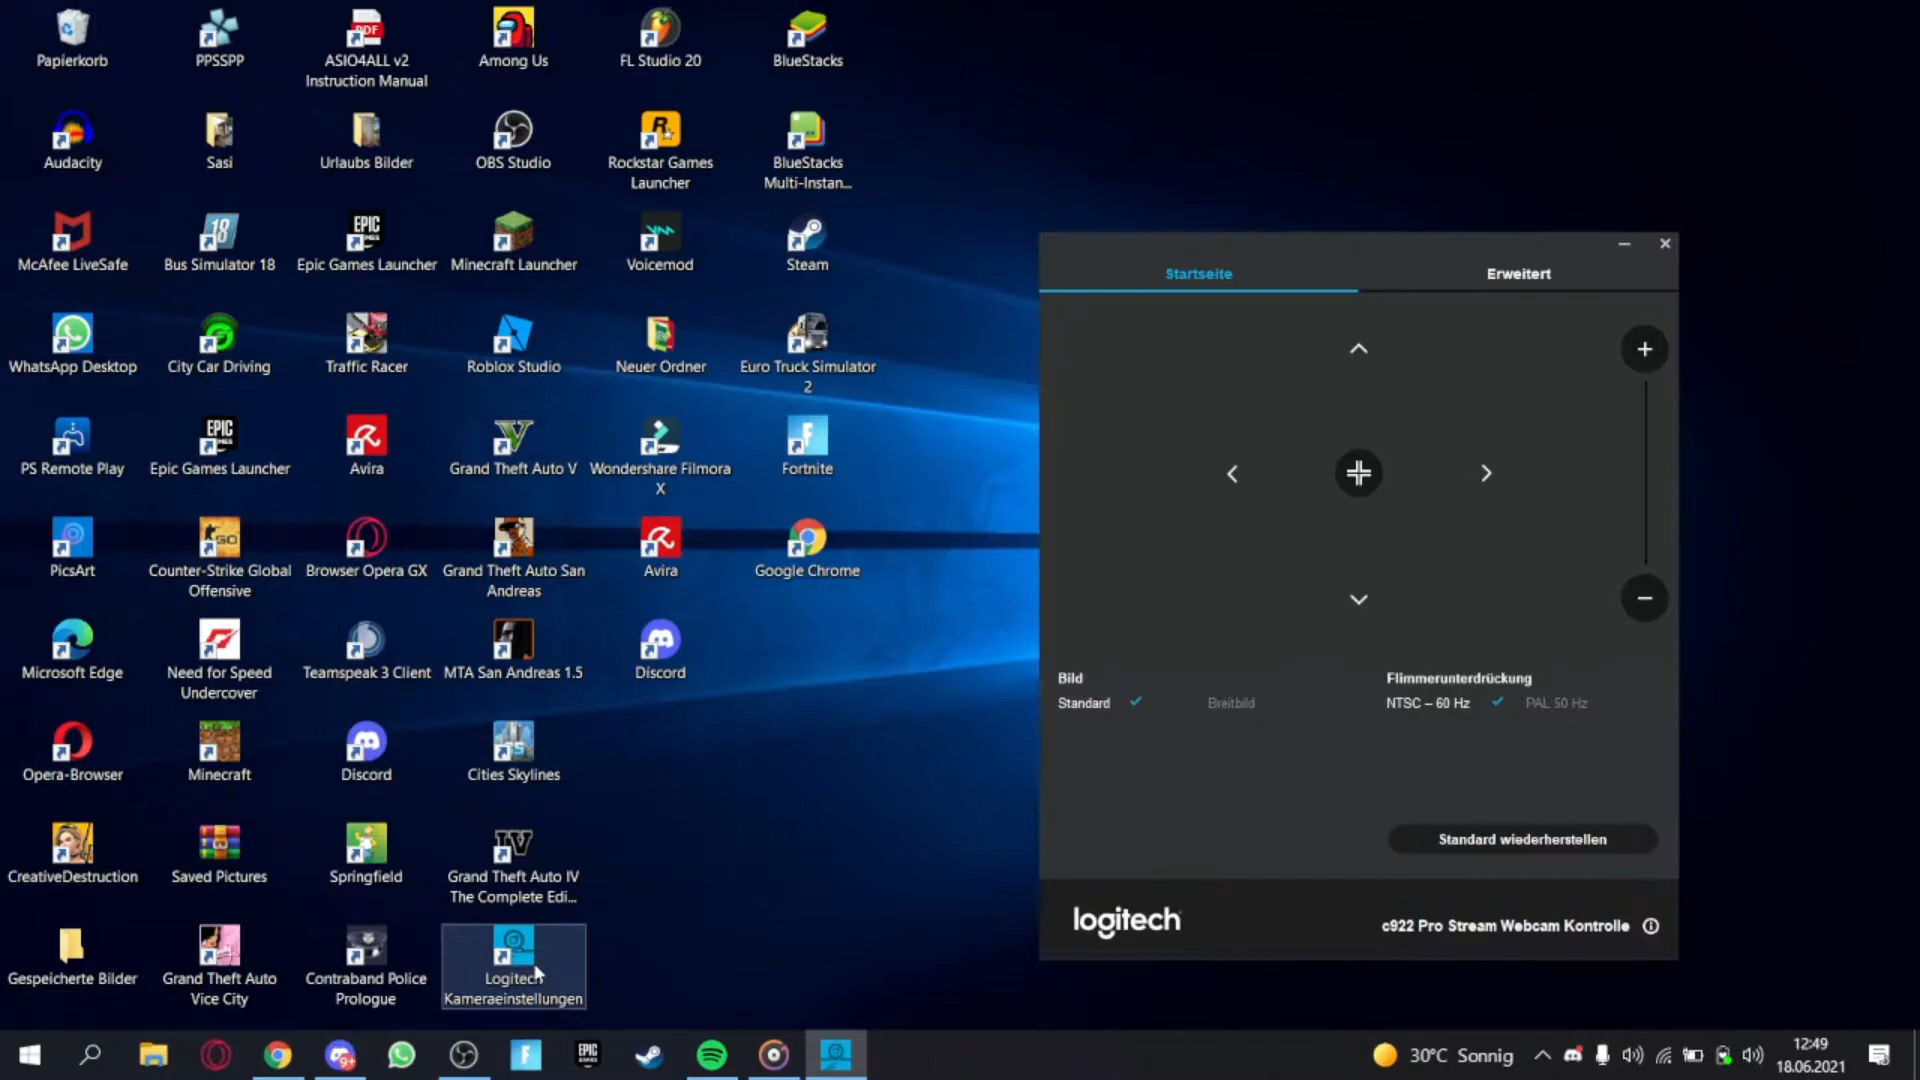 Papierkorb
PPSSPP
ASIO4ALL v2
Instruction Manual
Among Us
FL Studio 20
BlueStacks
Audacity
Sasi
Urlaubs Bilder
OBS Studio
Rockstar Games
Launcher
BlueStacks
Multi-Instan...
McAfee LiveSafe
Bus Simulator 18
Epic Games Launcher
Minecraft Launcher
Voicemod
Steam
WhatsApp Desktop
City Car Driving
Traffic Racer
Roblox Studio
Neuer Ordner
Euro Truck Simulator
2
PS Remote Play
Epic Games Launcher
Avira
Grand Theft Auto V
Wondershare Filmora
X
Fortnite
PicsArt
Counter-Strike Global
Offensive
Browser Opera GX
Grand Theft Auto San
Andreas
Avira
Google Chrome
Microsoft Edge
Need for Speed
Undercover
Teamspeak 3 Client
MTA San Andreas 1.5
Discord
Opera-Browser
Minecraft
Discord
Cities Skylines
CreativeDestruction
Saved Pictures
Springfield
Grand Theft Auto IV
The Complete Edi...
Gespeicherte Bilder
Grand Theft Auto
Vice City
Contraband Police
Prologue
Logitech
Kameraeinstellungen
Startseite
Erweitert
Bild
Standard
Breitbild
Flimmerunterdrückung
NTSC – 60 Hz
PAL 50 Hz
Standard wiederherstellen
logitech
c922 Pro Stream Webcam Kontrolle
30°C Sonnig
12:49
18.06.2021